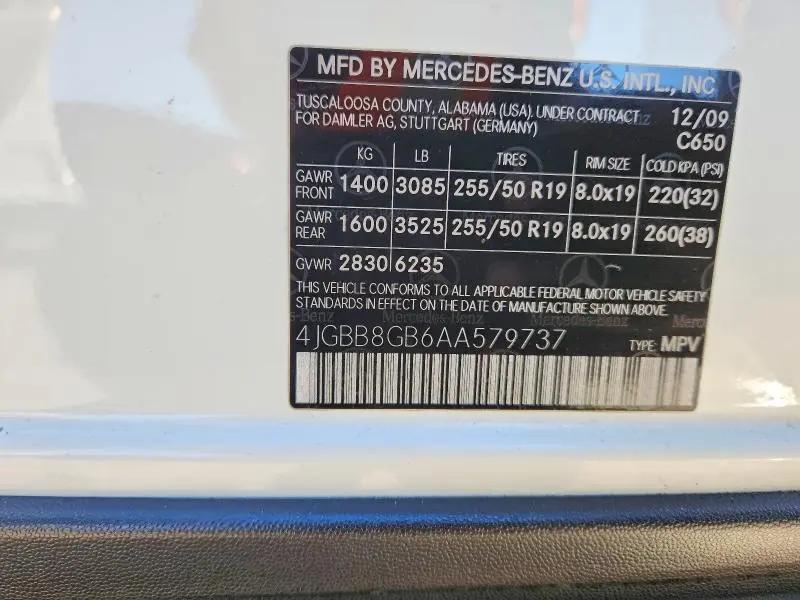 MFD BY MERCEDES-BENZ U.S. INTL., INC
TUSCALOOSA COUNTY, ALABAMA (USA). UNDER CONTRACT 12/09
FOR DAIMLER AG, STUTTGART (GERMANY) C650
KG LB TIRES RIM SIZE COLD KPA (PSI)
GAWR FRONT 1400 3085 255/50 R19 8.0x19 220(32)
GAWR REAR 1600 3525 255/50 R19 8.0x19 260(38)
GVWR 2830 6235
THIS VEHICLE CONFORMS TO ALL APPLICABLE FEDERAL MOTOR VEHICLE SAFETY
STANDARDS IN EFFECT ON THE DATE OF MANUFACTURE SHOWN ABOVE.
Mercedes-Benz
4JGBB8GB6AA579737 TYPE: MPV